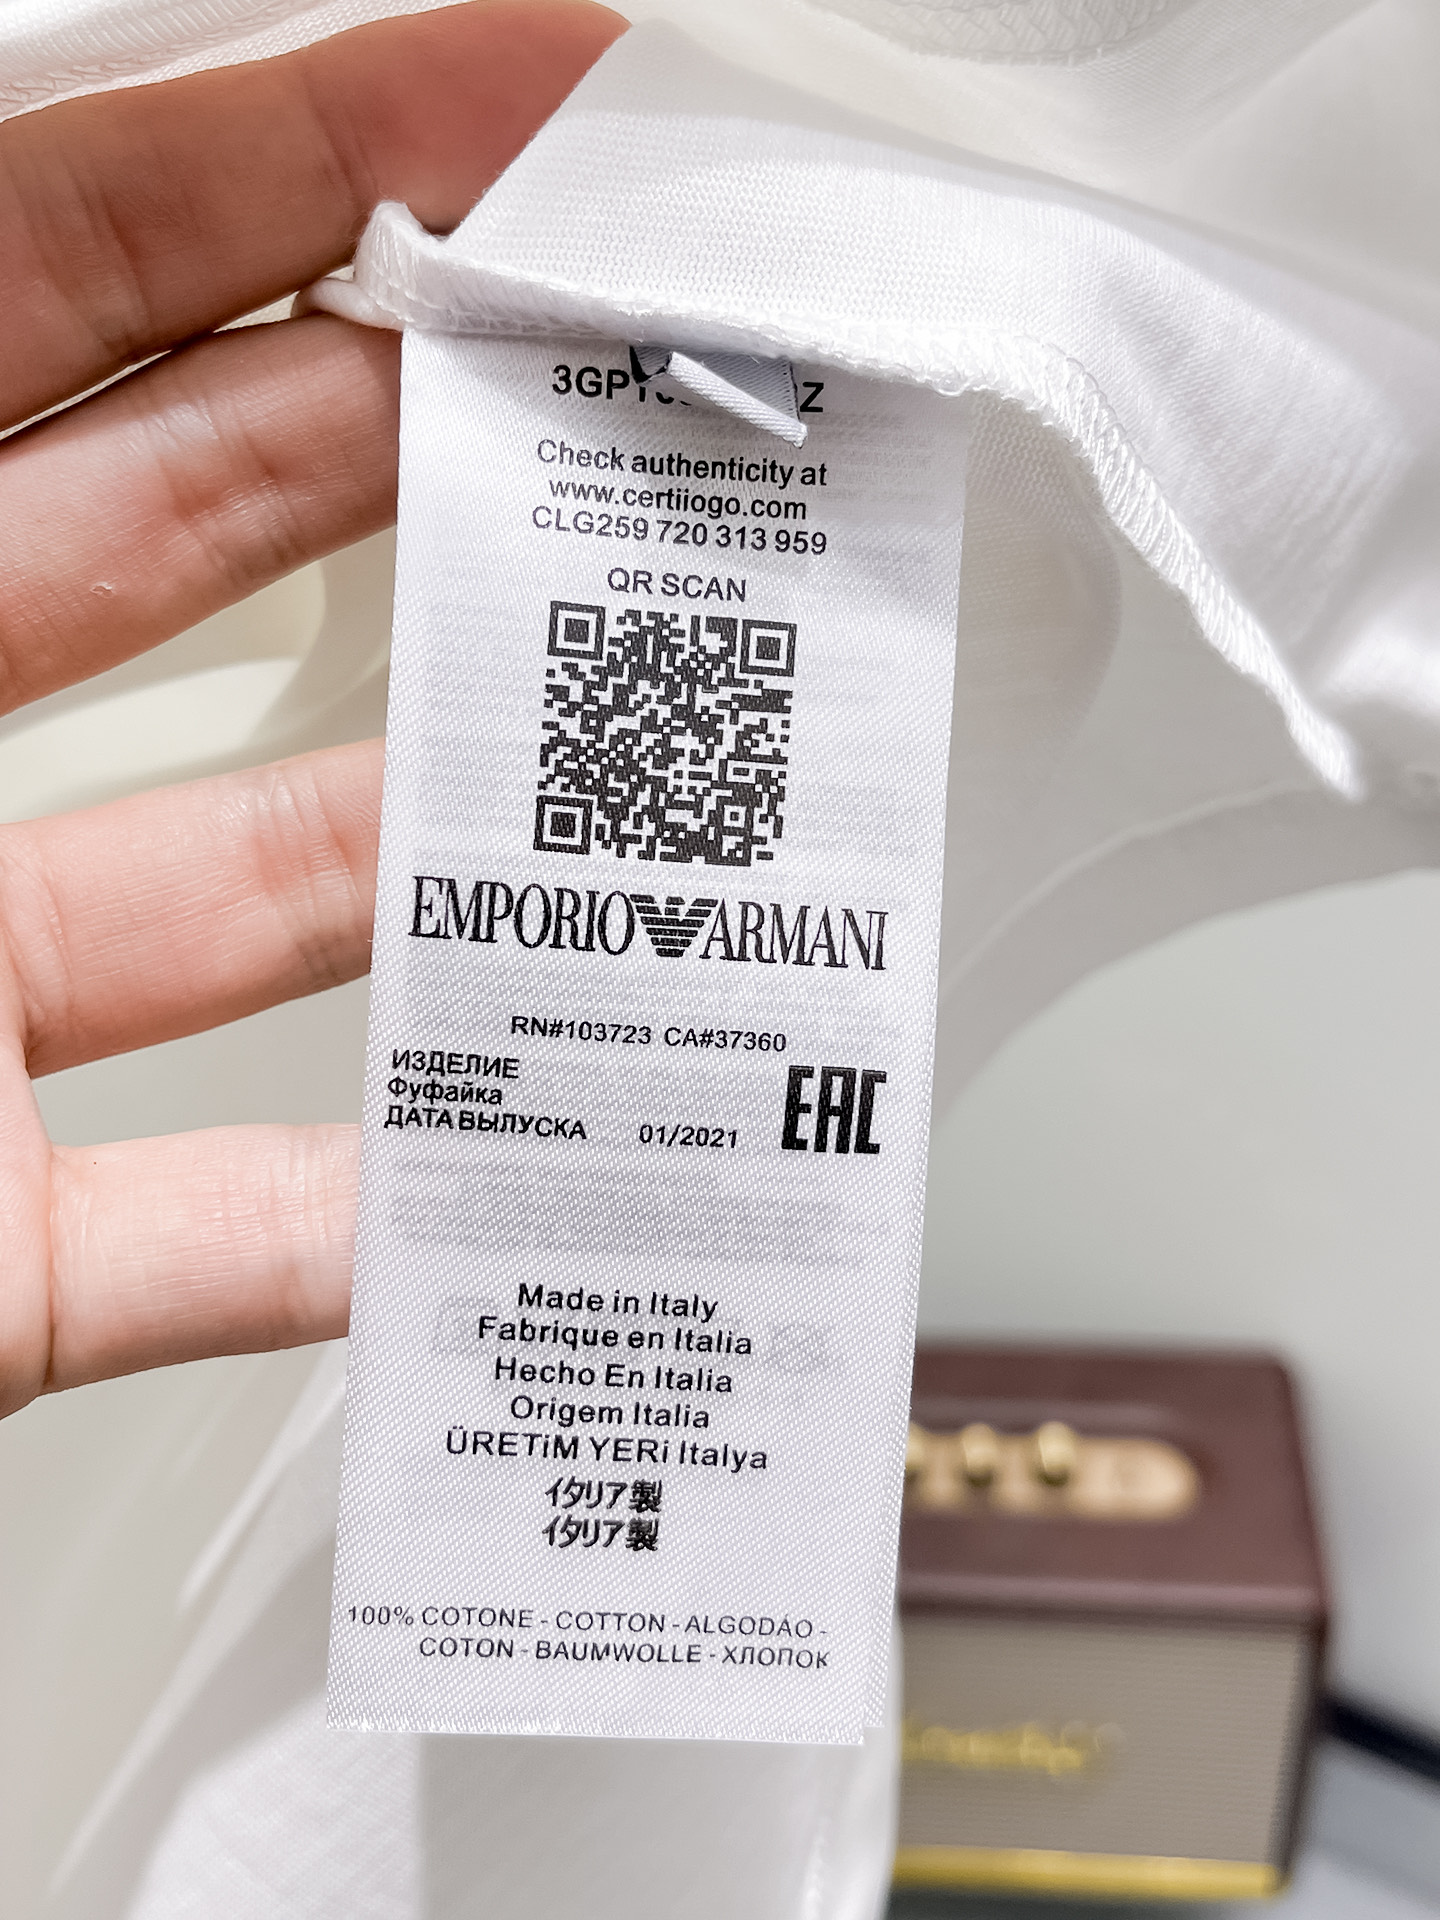 Check authenticity at
www.certiiogo.com
CLG259 720 313 959
QR SCAN
EMPORIO ARMANI
RN#103723 CA#37360
ИЗДЕЛИЕ
Фуфайка
ДАТА ВЫЛУСКА 01/2021
EAC
Made in Italy
Fabrique en Italia
Hecho En Italia
Origem Italia
ÜRETiM YERi Italya
イタリア製
イタリア製
100% COTONE - COTTON - ALGODÁO -
COTON - BAUMWOLLE - ХЛОПОК